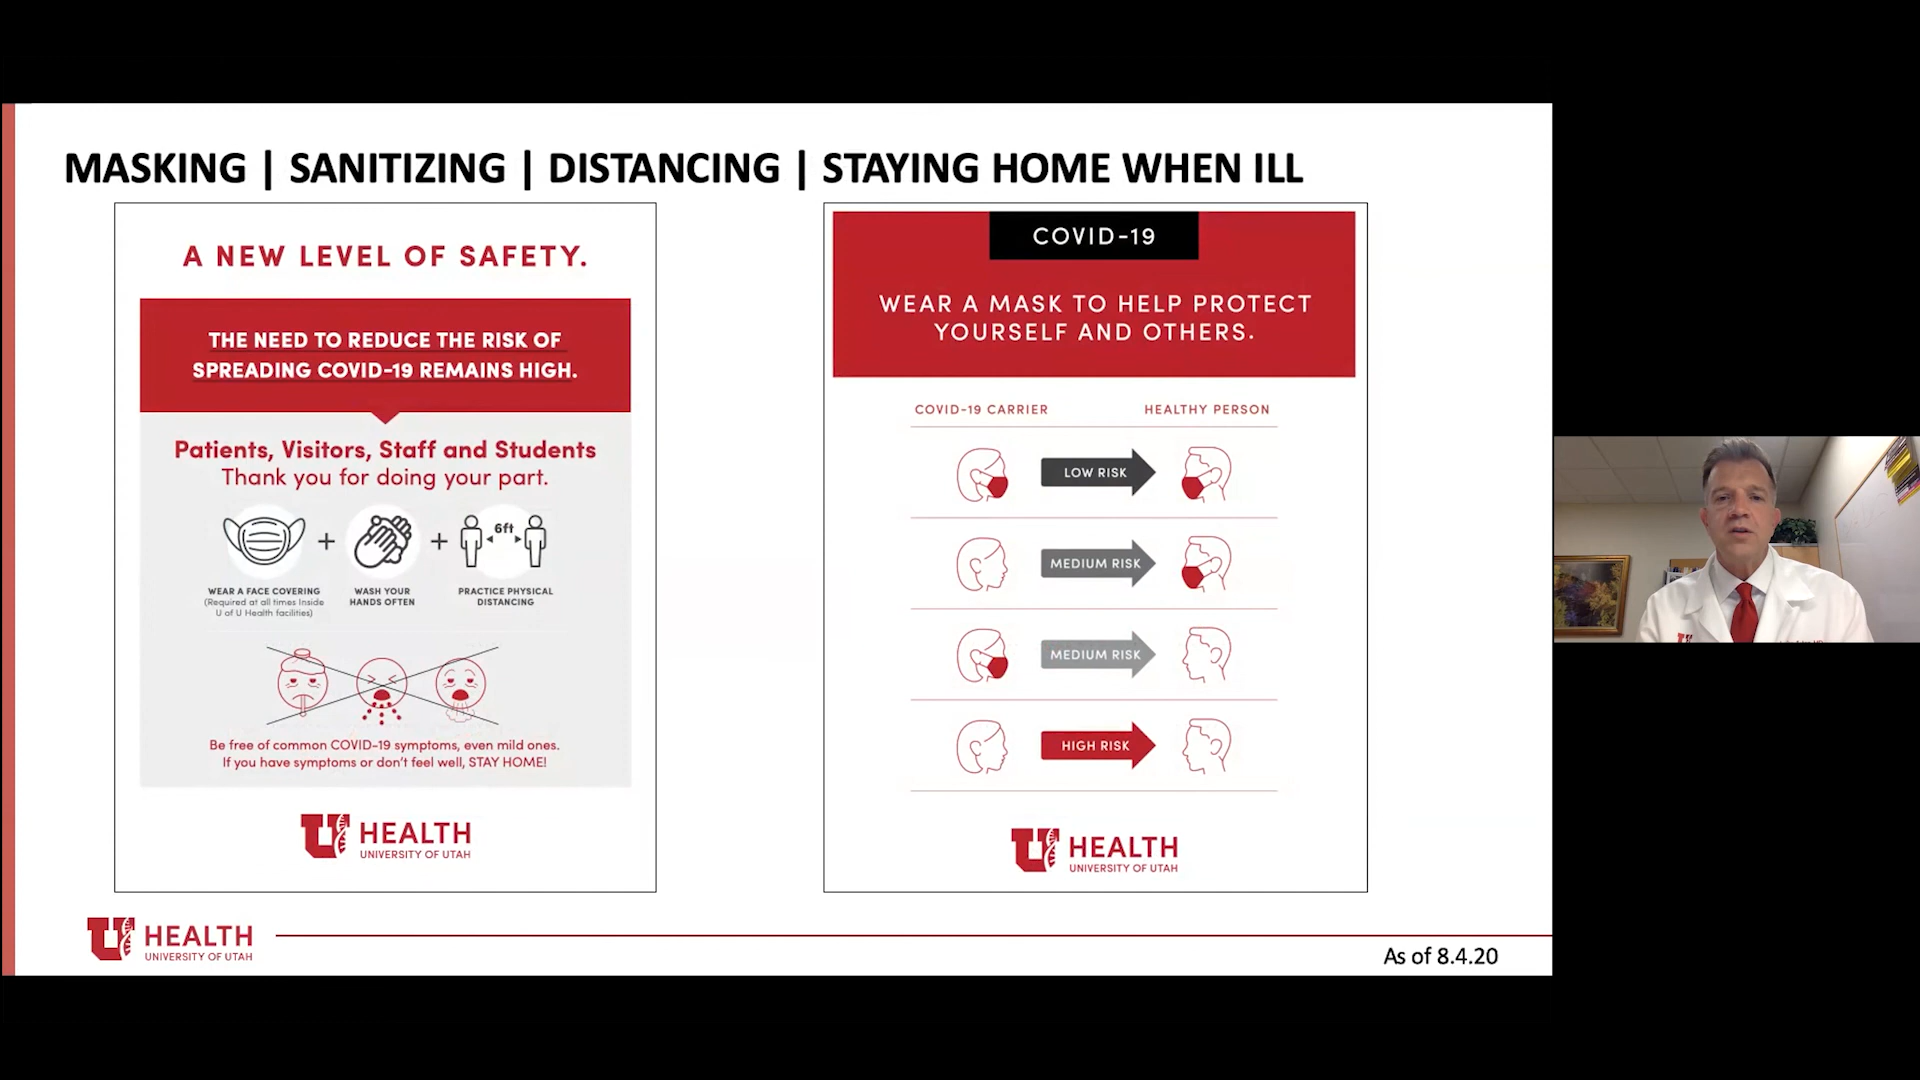 MASKING | SANITIZING | DISTANCING | STAYING HOME WHEN ILL
A NEW LEVEL OF SAFETY.
THE NEED TO REDUCE THE RISK OF
SPREADING COVID-19 REMAINS HIGH.
Patients, Visitors, Staff and Students
Thank you for doing your part.
6ft
WEAR A FACE COVERING
(Required at all times Inside
U of U Health facilities)
WASH YOUR
HANDS OFTEN
PRACTICE PHYSICAL
DISTANCING
Be free of common COVID-19 symptoms, even mild ones.
If you have symptoms or don't feel well, STAY HOME!
U HEALTH
UNIVERSITY OF UTAH
COVID-19
WEAR A MASK TO HELP PROTECT
YOURSELF AND OTHERS.
COVID-19 CARRIER
HEALTHY PERSON
LOW RISK
MEDIUM RISK
MEDIUM RISK
HIGH RISK
U HEALTH
UNIVERSITY OF UTAH
U HEALTH
UNIVERSITY OF UTAH
As of 8.4.20